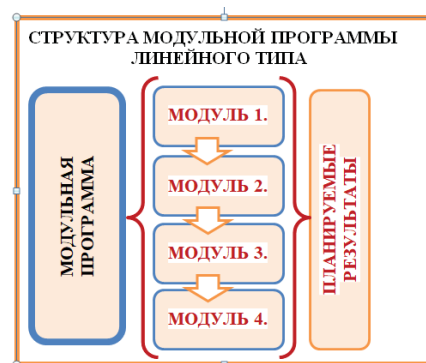 СТРУКТУРА МОДУЛЬНОЙ ПРОГРАММЫ
ЛИНЕЙНОГО ТИПА
МОДУЛЬНАЯ
ПРОГРАММА
МОДУЛЬ 1.
МОДУЛЬ 2.
МОДУЛЬ 3.
МОДУЛЬ 4.
ПЛАНИРУЕМЫЕ
РЕЗУЛЬТАТЫ